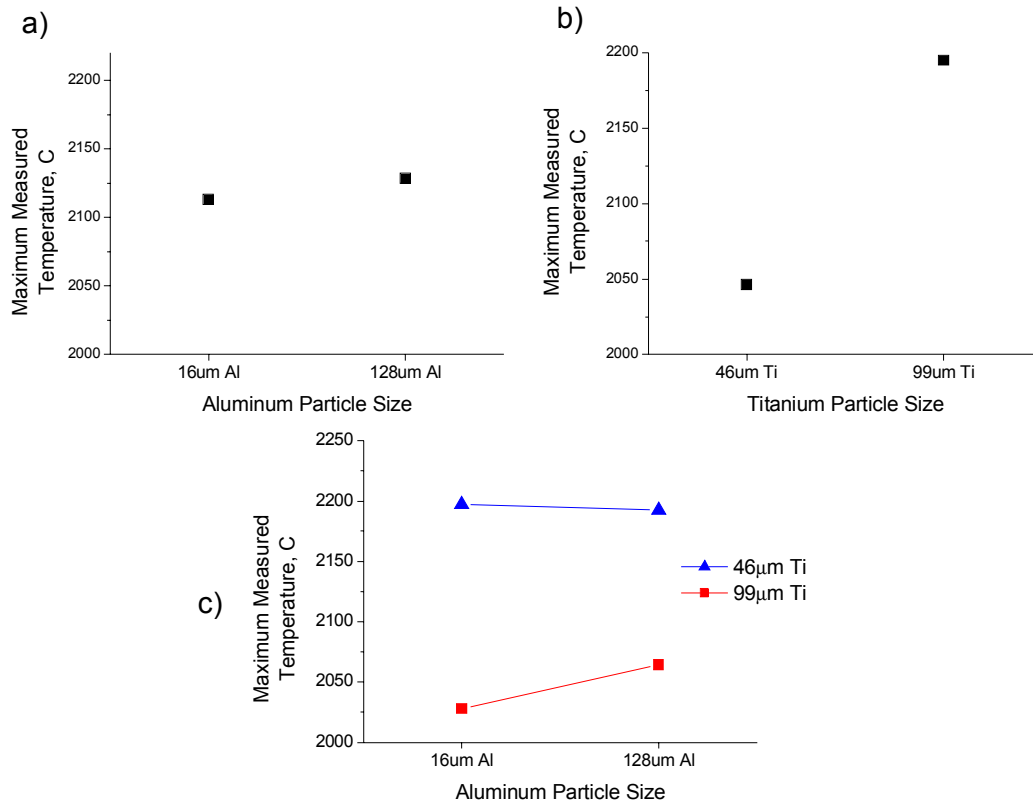 a)
2200
2150
2100
2050
2000
Maximum Measured
Temperature, C
16um Al
128um Al
Aluminum Particle Size
b)
2200
2150
2100
2050
2000
Maximum Measured
Temperature, C
46um Ti
99um Ti
Titanium Particle Size
c)
2250
2200
2150
2100
2050
2000
Maximum Measured
Temperature, C
46μm Ti
99μm Ti
16um Al
128um Al
Aluminum Particle Size